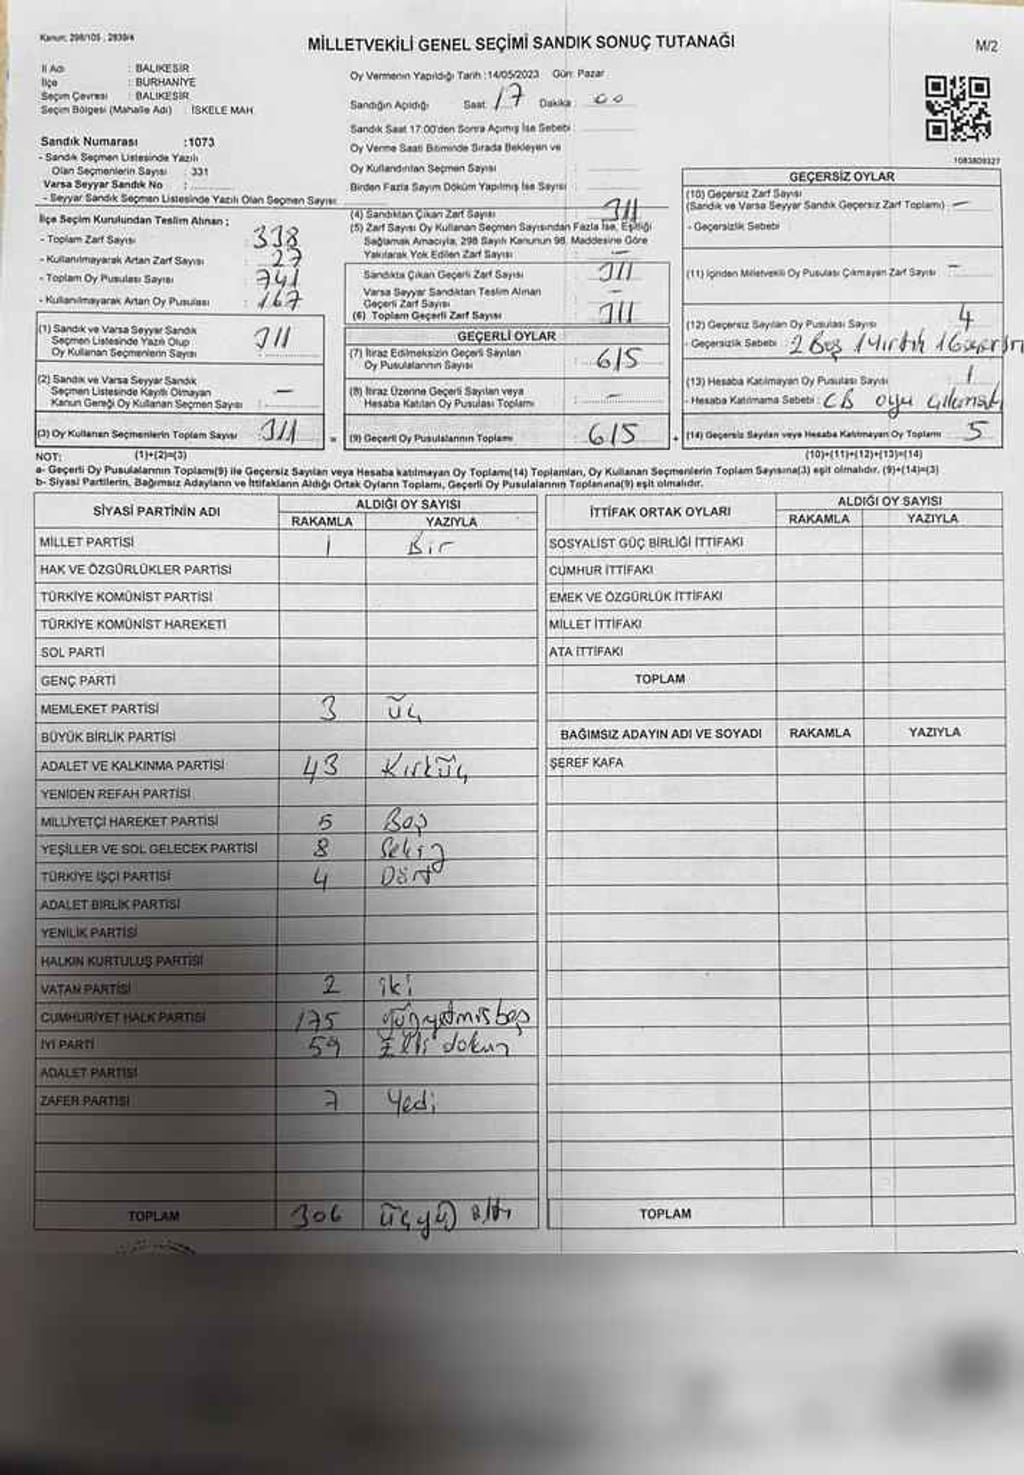 Kanun: 298/105 ; 2839/4
MİLLETVEKİLİ GENEL SEÇİMİ SANDIK SONUÇ TUTANAĞI
M/2
İl Adı : BALIKESİR
İlçe : BURHANİYE
Seçim Çevresi : BALIKESİR
Seçim Bölgesi (Mahalle Adı) : İSKELE MAH.
Sandık Numarası :1073
- Sandık Seçmen Listesinde Yazılı
Olan Seçmenlerin Sayısı : 331
Varsa Seyyar Sandık No :
- Seyyar Sandık Seçmen Listesinde Yazılı Olan Seçmen Sayısı:
Oy Vermenin Yapıldığı Tarih :14/05/2023 Gün: Pazar
Sandığın Açıldığı Saat: 17 Dakika : 00
Sandık Saat 17:00'den Sonra Açılmış İse Sebebi :
Oy Verme Saati Bitiminde Sırada Bekleyen ve
Oy Kullandırılan Seçmen Sayısı :
Birden Fazla Sayım Döküm Yapılmış İse Sayısı :
1083809327
İlçe Seçim Kurulundan Teslim Alınan ;
- Toplam Zarf Sayısı : 338
- Kullanılmayarak Artan Zarf Sayısı : 27
- Toplam Oy Pusulası Sayısı : 741
- Kullanılmayarak Artan Oy Pusulası : 167
(1) Sandık ve Varsa Seyyar Sandık
Seçmen Listesinde Yazılı Olup
Oy Kullanan Seçmenlerin Sayısı : 311
(2) Sandık ve Varsa Seyyar Sandık
Seçmen Listesinde Kayıtlı Olmayan
Kanun Gereği Oy Kullanan Seçmen Sayısı : —
(3) Oy Kullanan Seçmenlerin Toplam Sayısı : 311
(4) Sandıktan Çıkan Zarf Sayısı : 311
(5) Zarf Sayısı Oy Kullanan Seçmen Sayısından Fazla İse, Eşitliği
Sağlamak Amacıyla, 298 Sayılı Kanunun 98. Maddesine Göre
Yakılarak Yok Edilen Zarf Sayısı : —
Sandıkta Çıkan Geçerli Zarf Sayısı : 311
Varsa Seyyar Sandıktan Teslim Alınan
Geçerli Zarf Sayısı : —
(6) Toplam Geçerli Zarf Sayısı : 311
GEÇERLİ OYLAR
(7) İtiraz Edilmeksizin Geçerli Sayılan
Oy Pusulalarının Sayısı : 615
(8) İtiraz Üzerine Geçerli Sayılan veya
Hesaba Katılan Oy Pusulası Toplamı : —
= (9) Geçerli Oy Pusulalarının Toplamı : 615 +
GEÇERSİZ OYLAR
(10) Geçersiz Zarf Sayısı
(Sandık ve Varsa Seyyar Sandık Geçersiz Zarf Toplamı) : —
- Geçersizlik Sebebi :
(11) İçinden Milletvekili Oy Pusulası Çıkmayan Zarf Sayısı : —
(12) Geçersiz Sayılan Oy Pusulası Sayısı : 4
- Geçersizlik Sebebi : 2 Boş 1 Yırtık 1
(13) Hesaba Katılmayan Oy Pusulası Sayısı : 1
- Hesaba Katılmama Sebebi : CB oyu
(14) Geçersiz Sayılan veya Hesaba Katılmayan Oy Toplamı : 5
NOT: (1)+(2)=(3) (10)+(11)+(12)+(13)=(14)
a- Geçerli Oy Pusulalarının Toplamı(9) ile Geçersiz Sayılan veya Hesaba katılmayan Oy Toplamı(14) Toplamları, Oy Kullanan Seçmenlerin Toplam Sayısına(3) eşit olmalıdır. (9)+(14)=(3)
b- Siyasi Partilerin, Bağımsız Adayların ve İttifakların Aldığı Ortak Oyların Toplamı, Geçerli Oy Pusulalarının Toplamına(9) eşit olmalıdır.
SİYASİ PARTİNİN ADI
ALDIĞI OY SAYISI
RAKAMLA YAZIYLA
MİLLET PARTİSİ 1 Bir
HAK VE ÖZGÜRLÜKLER PARTİSİ
TÜRKİYE KOMÜNİST PARTİSİ
TÜRKİYE KOMÜNİST HAREKETİ
SOL PARTİ
GENÇ PARTİ
MEMLEKET PARTİSİ 3 Üç
BÜYÜK BİRLİK PARTİSİ
ADALET VE KALKINMA PARTİSİ 43 Kırküç
YENİDEN REFAH PARTİSİ
MİLLİYETÇİ HAREKET PARTİSİ 5 Beş
YEŞİLLER VE SOL GELECEK PARTİSİ 8 Sekiz
TÜRKİYE İŞÇİ PARTİSİ 4 Dört
ADALET BİRLİK PARTİSİ
YENİLİK PARTİSİ
HALKIN KURTULUŞ PARTİSİ
VATAN PARTİSİ 2 iki
CUMHURİYET HALK PARTİSİ 175 Yüzyetmişbeş
İYİ PARTİ 59 Elli dokuz
ADALET PARTİSİ
ZAFER PARTİSİ 7 Yedi
TOPLAM 306 Üçyüz altı
İTTİFAK ORTAK OYLARI
ALDIĞI OY SAYISI
RAKAMLA YAZIYLA
SOSYALİST GÜÇ BİRLİĞİ İTTİFAKI
CUMHUR İTTİFAKI
EMEK VE ÖZGÜRLÜK İTTİFAKI
MİLLET İTTİFAKI
ATA İTTİFAKI
TOPLAM
BAĞIMSIZ ADAYIN ADI VE SOYADI RAKAMLA YAZIYLA
ŞEREF KAFA
TOPLAM